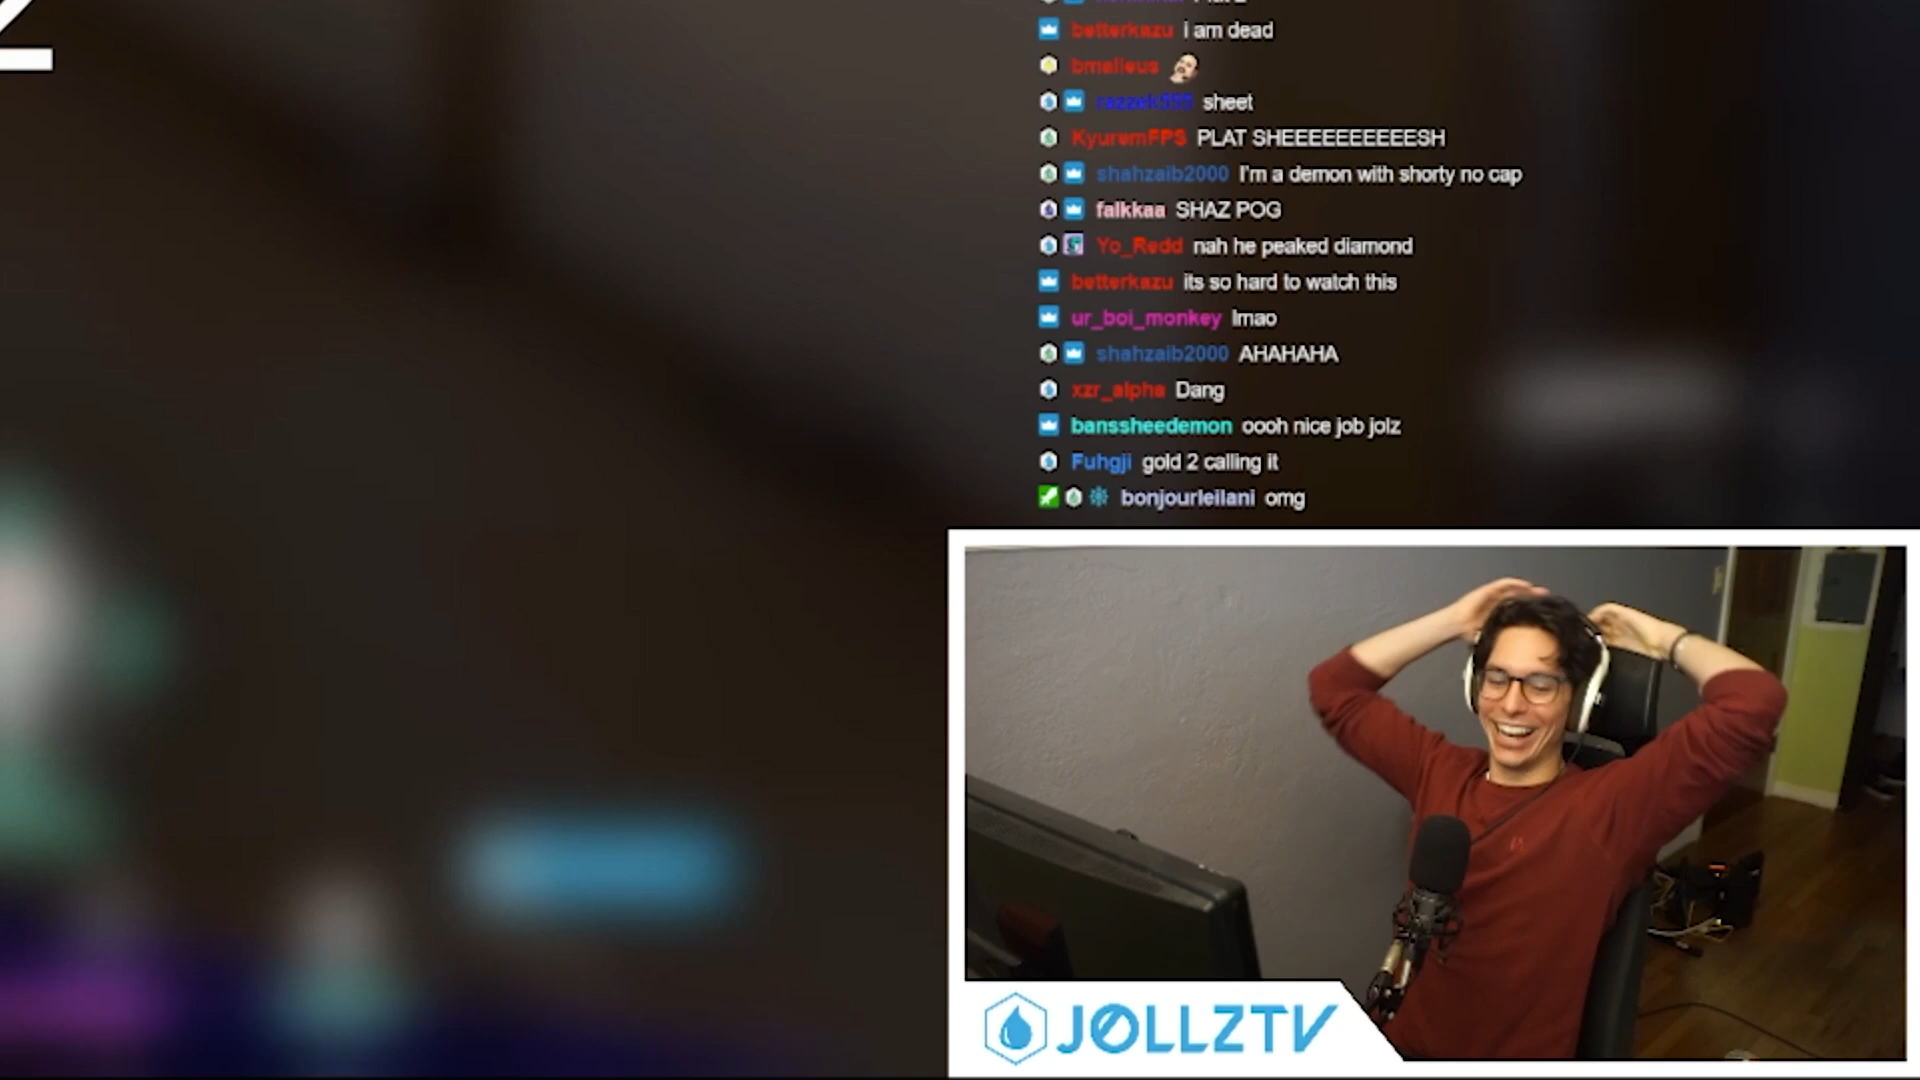 2
betterkazu i am dead
bmalleus
razzek555 sheet
KyuremFPS PLAT SHEEEEEEEEEESH
shahzaib2000 I'm a demon with shorty no cap
falkkaa SHAZ POG
Yo_Redd nah he peaked diamond
betterkazu its so hard to watch this
ur_boi_monkey lmao
shahzaib2000 AHAHAHA
xzr_alpha Dang
banssheedemon oooh nice job jolz
Fuhgji gold 2 calling it
bonjourleilani omg
JOLLZTV